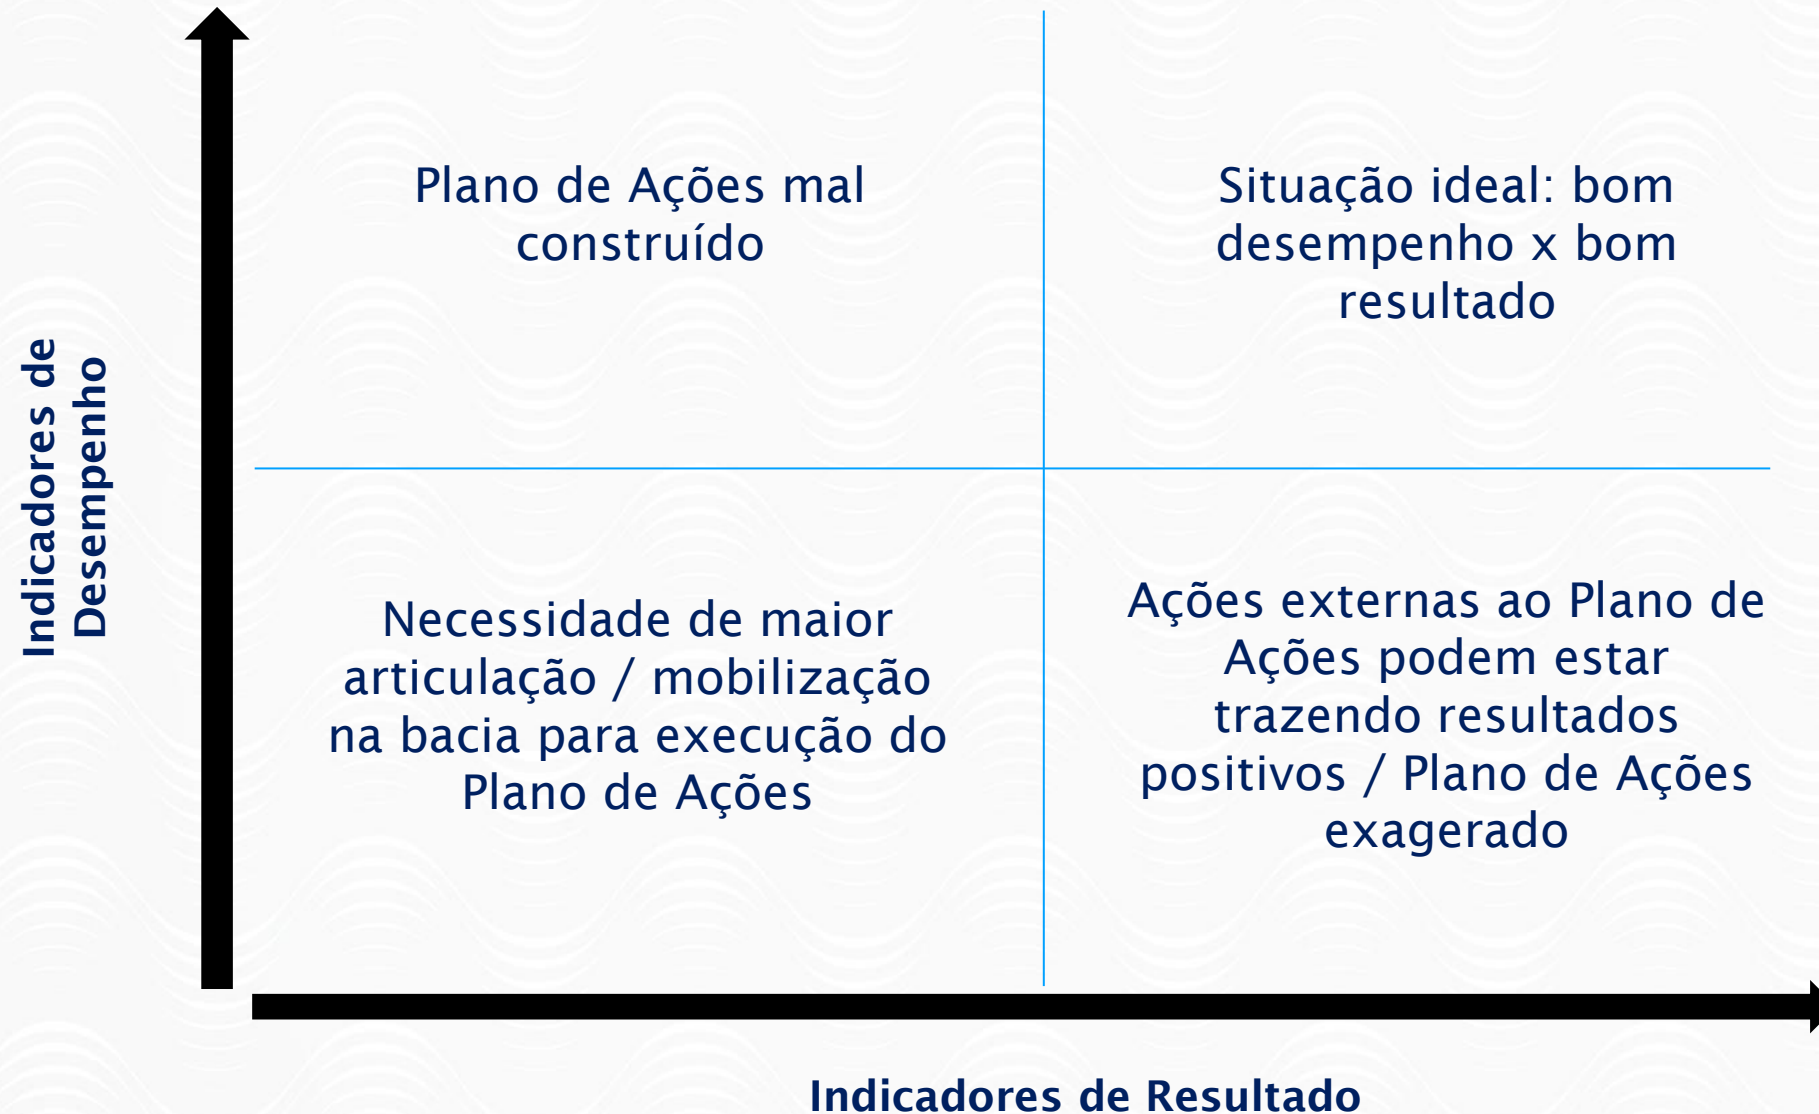 Plano de Ações mal
construído
Situação ideal: bom
desempenho x bom
resultado
Indicadores de
Desempenho
Necessidade de maior
articulação / mobilização
na bacia para execução do
Plano de Ações
Ações externas ao Plano de
Ações podem estar
trazendo resultados
positivos / Plano de Ações
exagerado
Indicadores de Resultado